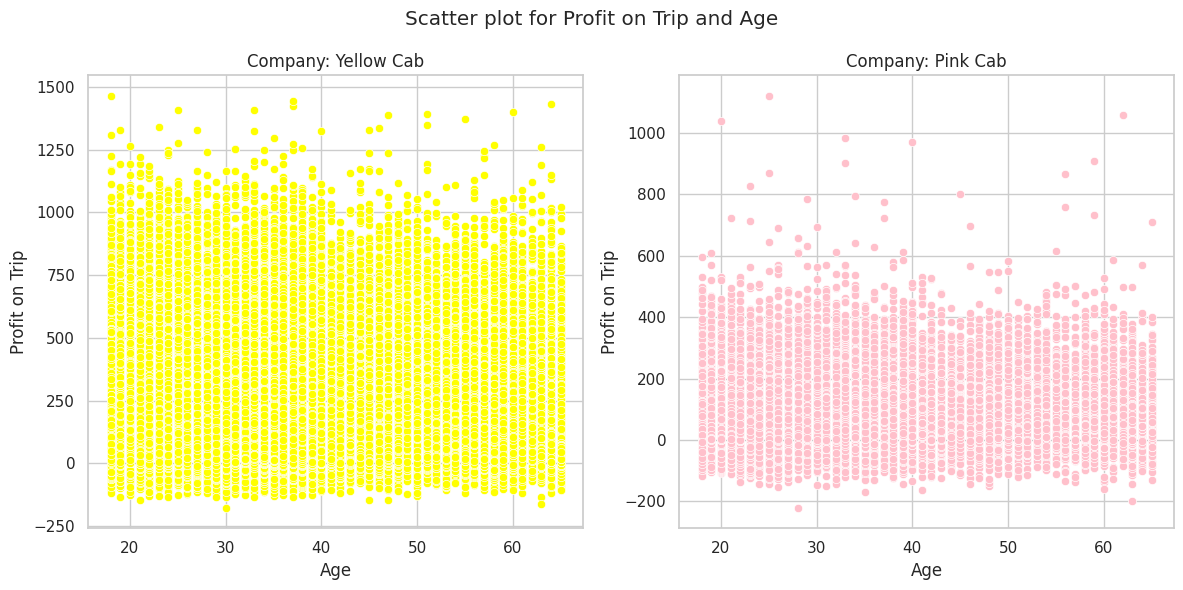 Scatter plot for Profit on Trip and Age
Company: Yellow Cab
1500
1250
1000
750
500
250
0
−250
Profit on Trip
20 30 40 50 60
Age
Company: Pink Cab
1000
800
600
400
200
0
−200
Profit on Trip
20 30 40 50 60
Age